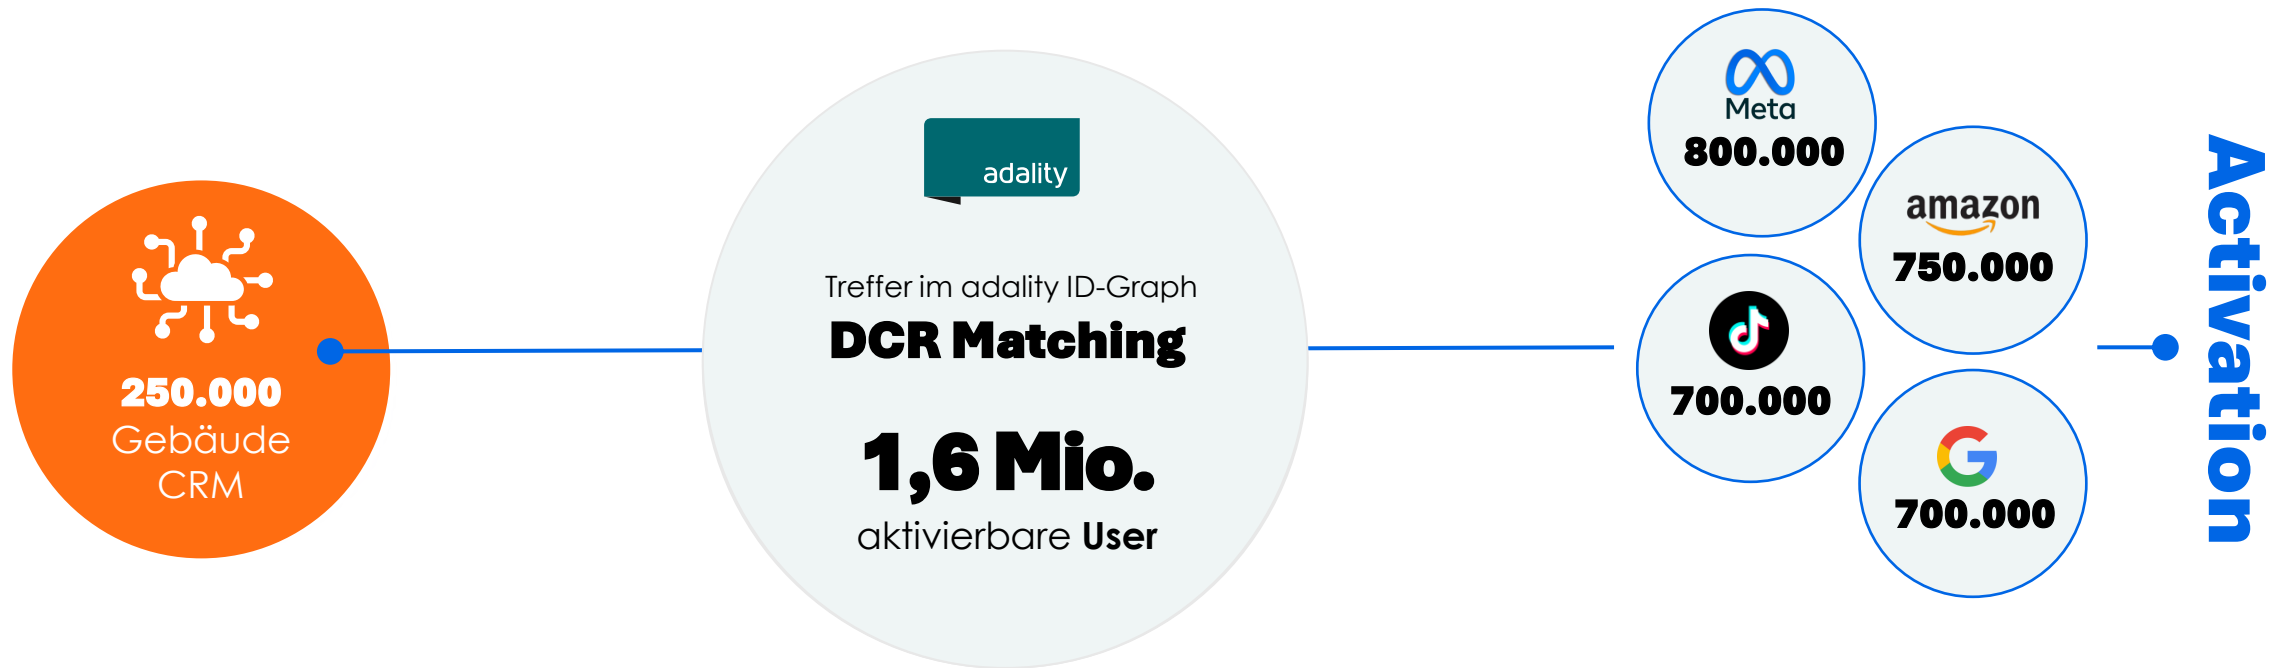 250.000
Gebäude
CRM
adality
Treffer im adality ID-Graph
DCR Matching
1,6 Mio.
aktivierbare User
Meta
800.000
amazon
750.000
700.000
G
700.000
Activation